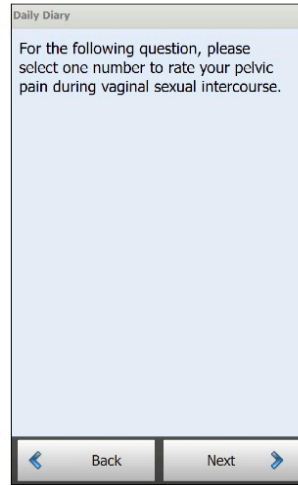 Daily Diary
For the following question, please
select one number to rate your pelvic
pain during vaginal sexual intercourse.
Back
Next